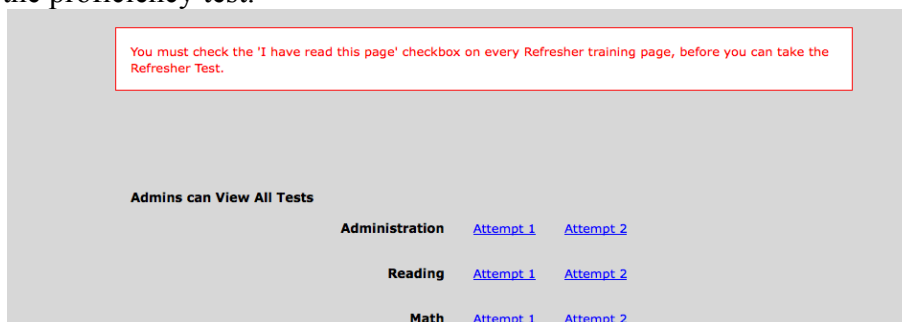 the proficiency test.
You must check the 'I have read this page' checkbox on every Refresher training page, before you can take the
Refresher Test.
Admins can View All Tests
Administration Attempt 1 Attempt 2
Reading Attempt 1 Attempt 2
Math Attempt 1 Attempt 2